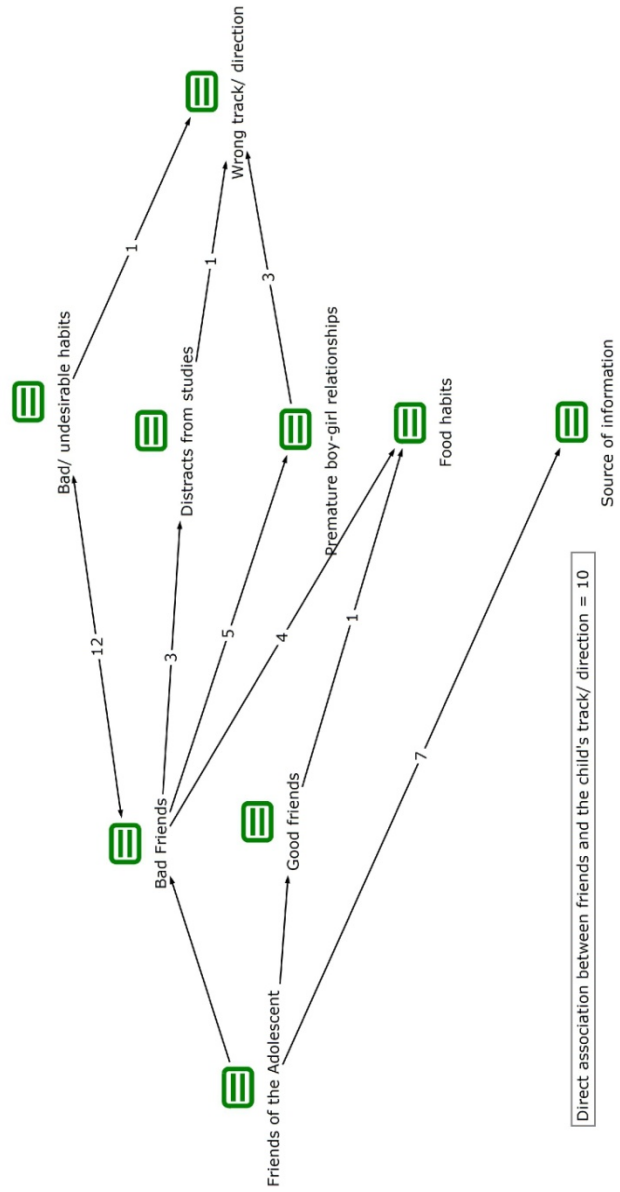 Bad/ undesirable habits
1
12
Wrong track/ direction
Distracts from studies
1
3
Bad Friends
3
5
Premature boy-girl relationships
4
Friends of the Adolescent
Good friends
1
Food habits
7
Source of information
Direct association between friends and the child's track/ direction = 10